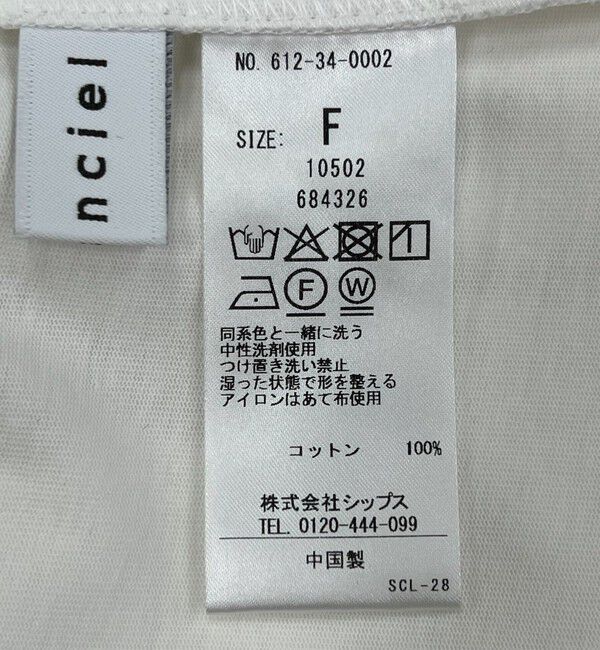 nciel
NO. 612-34-0002
SIZE: F
10502
684326
F W
同系色と一緒に洗う
中性洗剤使用
つけ置き洗い禁止
湿った状態で形を整える
アイロンはあて布使用
コットン 100%
株式会社シップス
TEL. 0120-444-099
中国製
SCL-28